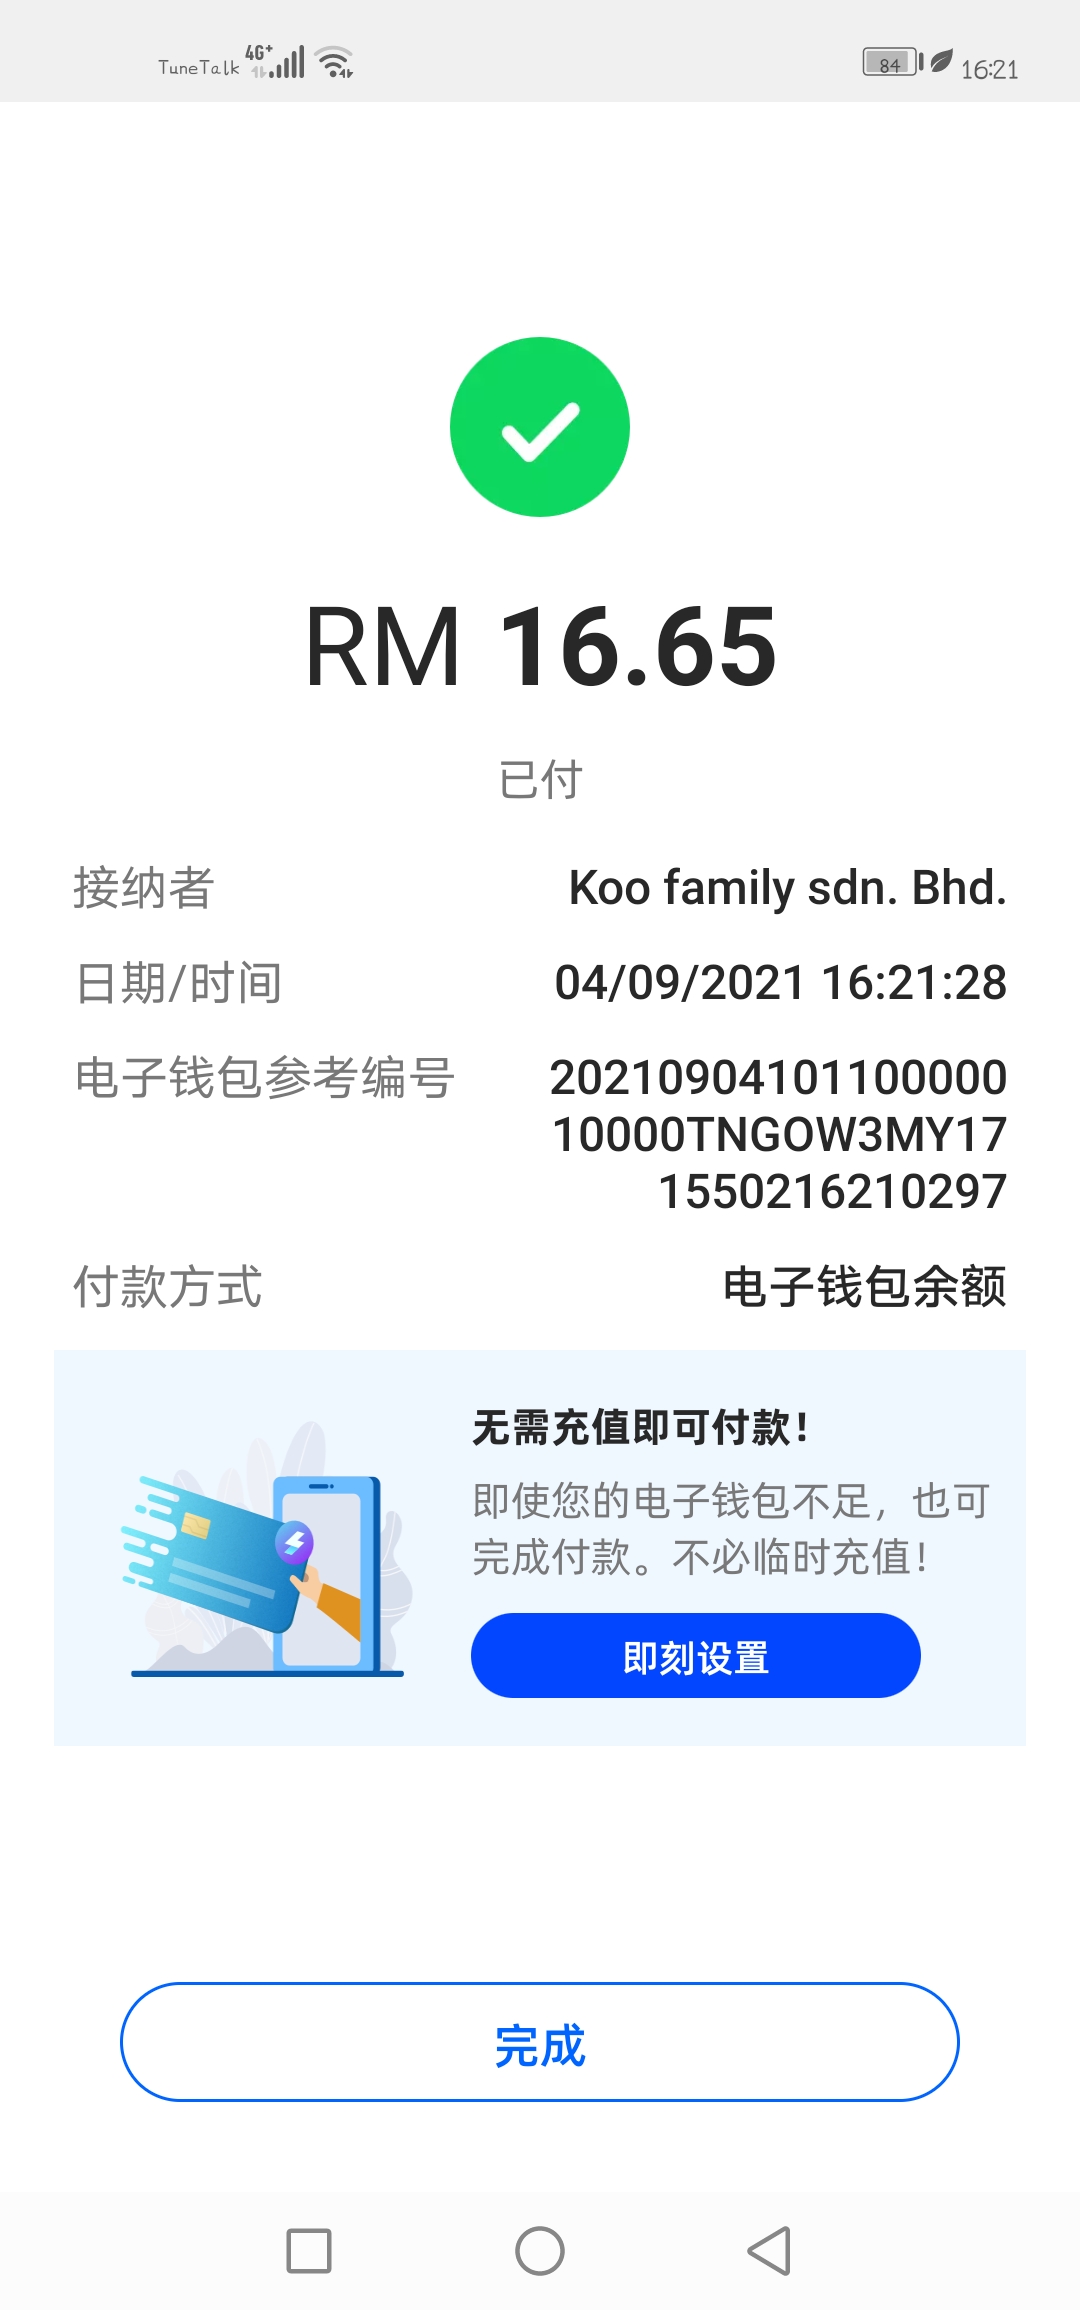 TuneTalk 4G+ 84 16:21
RM 16.65
已付
接纳者 Koo family sdn. Bhd.
日期/时间 04/09/2021 16:21:28
电子钱包参考编号 20210904101100000
10000TNGOW3MY17
1550216210297
付款方式 电子钱包余额
无需充值即可付款！
即使您的电子钱包不足，也可
完成付款。不必临时充值！
即刻设置
完成